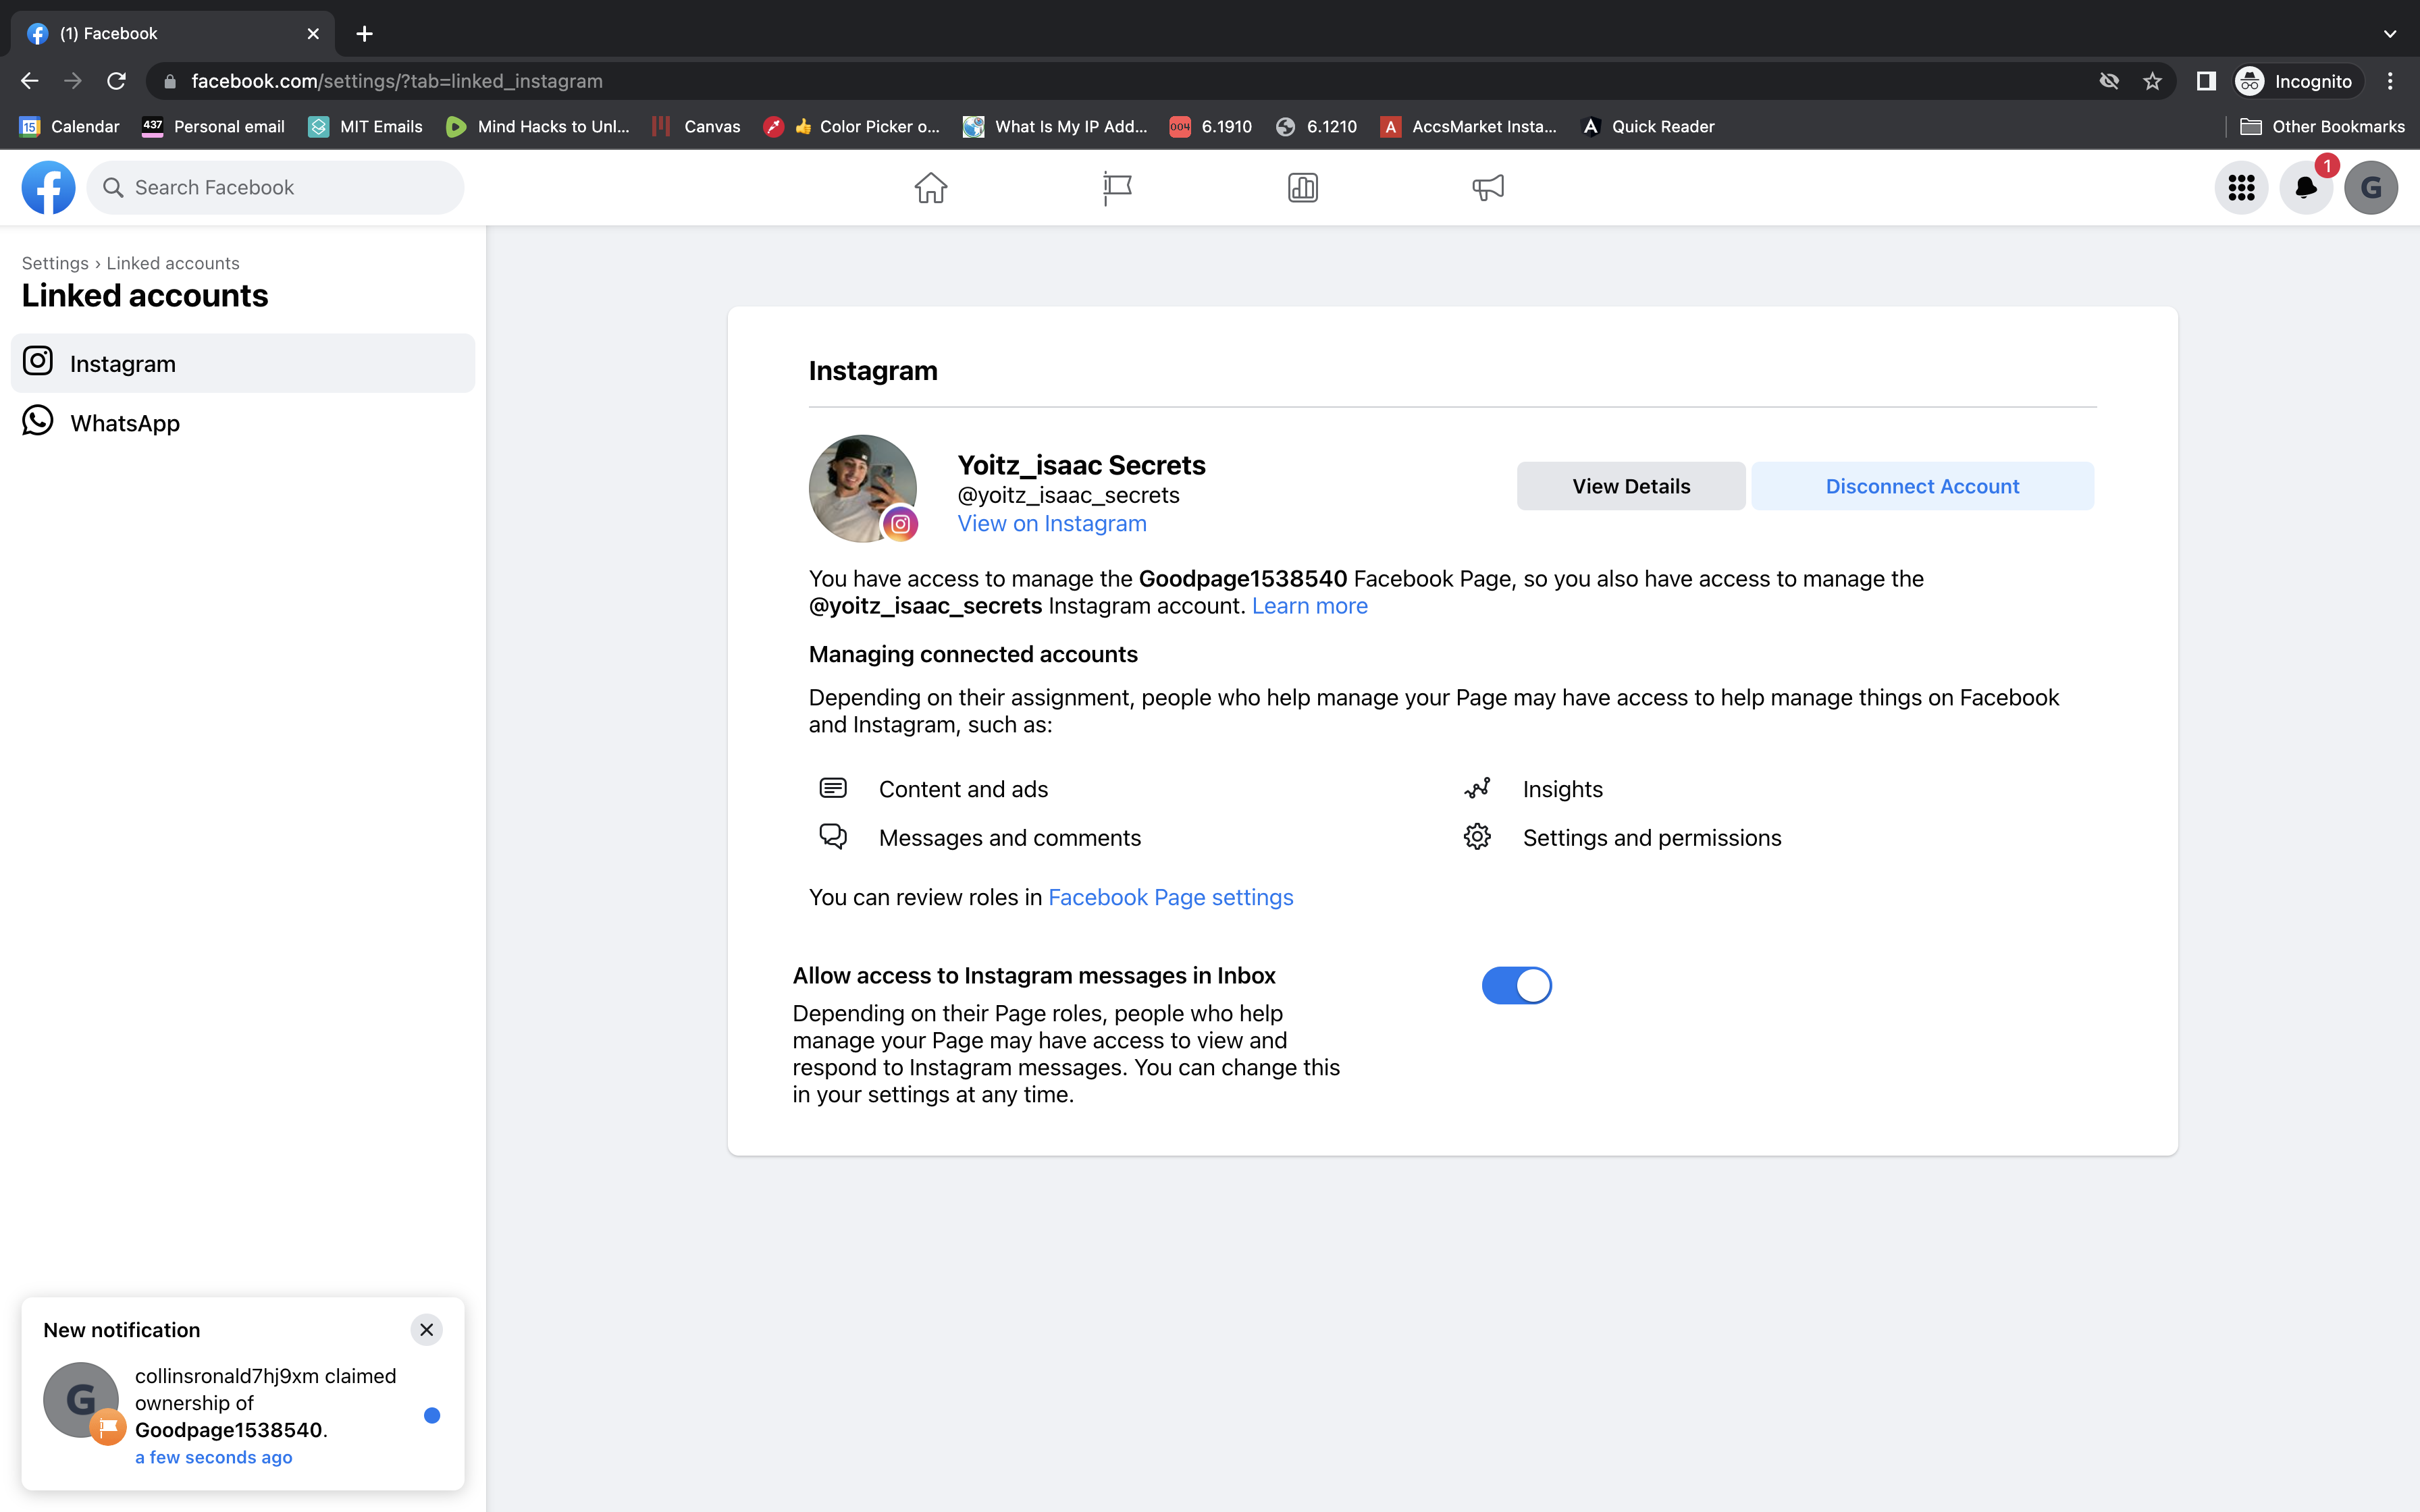 (1) Facebook
facebook.com/settings/?tab=linked_instagram
Incognito
15 Calendar
437 Personal email
MIT Emails
Mind Hacks to Unl...
Canvas
👍 Color Picker o...
What Is My IP Add...
004 6.1910
6.1210
A AccsMarket Insta...
A Quick Reader
Other Bookmarks
Search Facebook
1
G
Settings › Linked accounts
Linked accounts
Instagram
WhatsApp
Instagram
Yoitz_isaac Secrets
@yoitz_isaac_secrets
View on Instagram
View Details
Disconnect Account
You have access to manage the Goodpage1538540 Facebook Page, so you also have access to manage the
@yoitz_isaac_secrets Instagram account. Learn more
Managing connected accounts
Depending on their assignment, people who help manage your Page may have access to help manage things on Facebook
and Instagram, such as:
Content and ads
Insights
Messages and comments
Settings and permissions
You can review roles in Facebook Page settings
Allow access to Instagram messages in Inbox
Depending on their Page roles, people who help
manage your Page may have access to view and
respond to Instagram messages. You can change this
in your settings at any time.
New notification
G
collinsronald7hj9xm claimed
ownership of
Goodpage1538540.
a few seconds ago